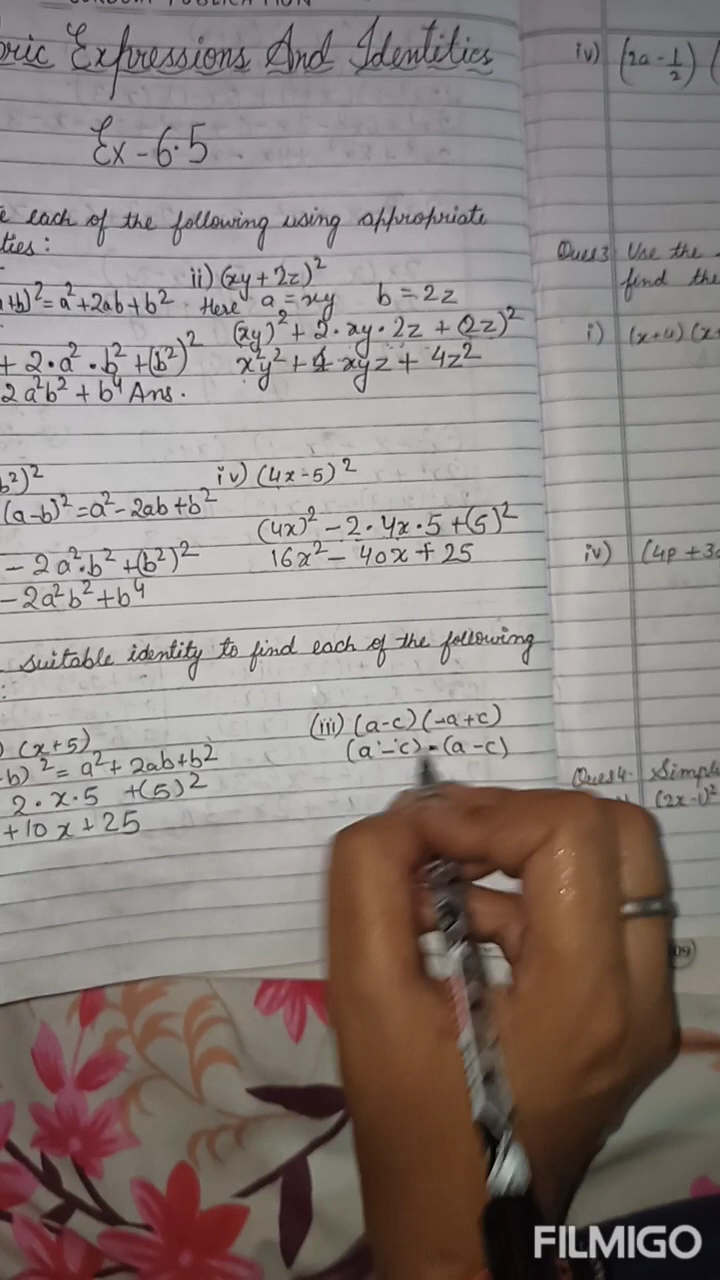 oric Expressions And Identities
Ex-6.5
e each of the following using appropriate
ties:
ii) (xy+2z)²
+b)²=a²+2ab+b² Here a=xy b=2z
(xy)²+2·xy·2z+(2z)²
+2·a²·b²+(b²)²
x²y²+4xyz+4z²
2a²b²+b⁴ Ans.
b²)²
iv) (4x-5)²
(a-b)²=a²-2ab+b²
(4x)²-2·4x·5+(5)²
-2a²·b²+(b²)²
16x²-40x+25
-2a²b²+b⁴
suitable identity to find each of the following
:
) (x+5)
(iii) (a-c)(-a+c)
b)²=a²+2ab+b²
(a-c)-(a-c)
2·x·5+(5)²
+10x+25
iv) (2a-1/2)(
Ques3 Use the
find the
i) (x+4)(x+
iv) (4p+3
Ques4. Simpl
(2x-1)²
09
FILMIGO